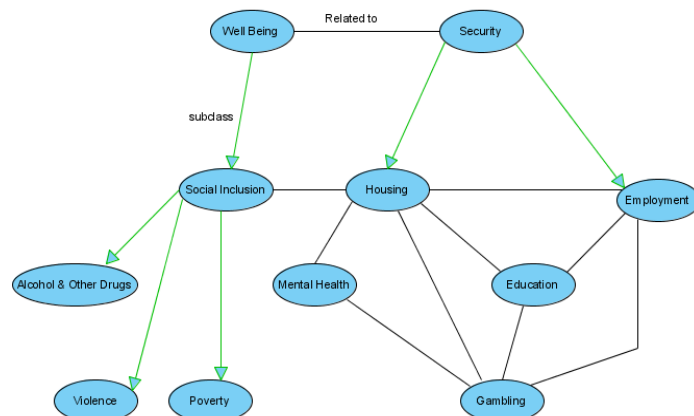 Related to
Well Being
Security
subclass
Social Inclusion
Housing
Employment
Alcohol & Other Drugs
Mental Health
Education
Violence
Poverty
Gambling